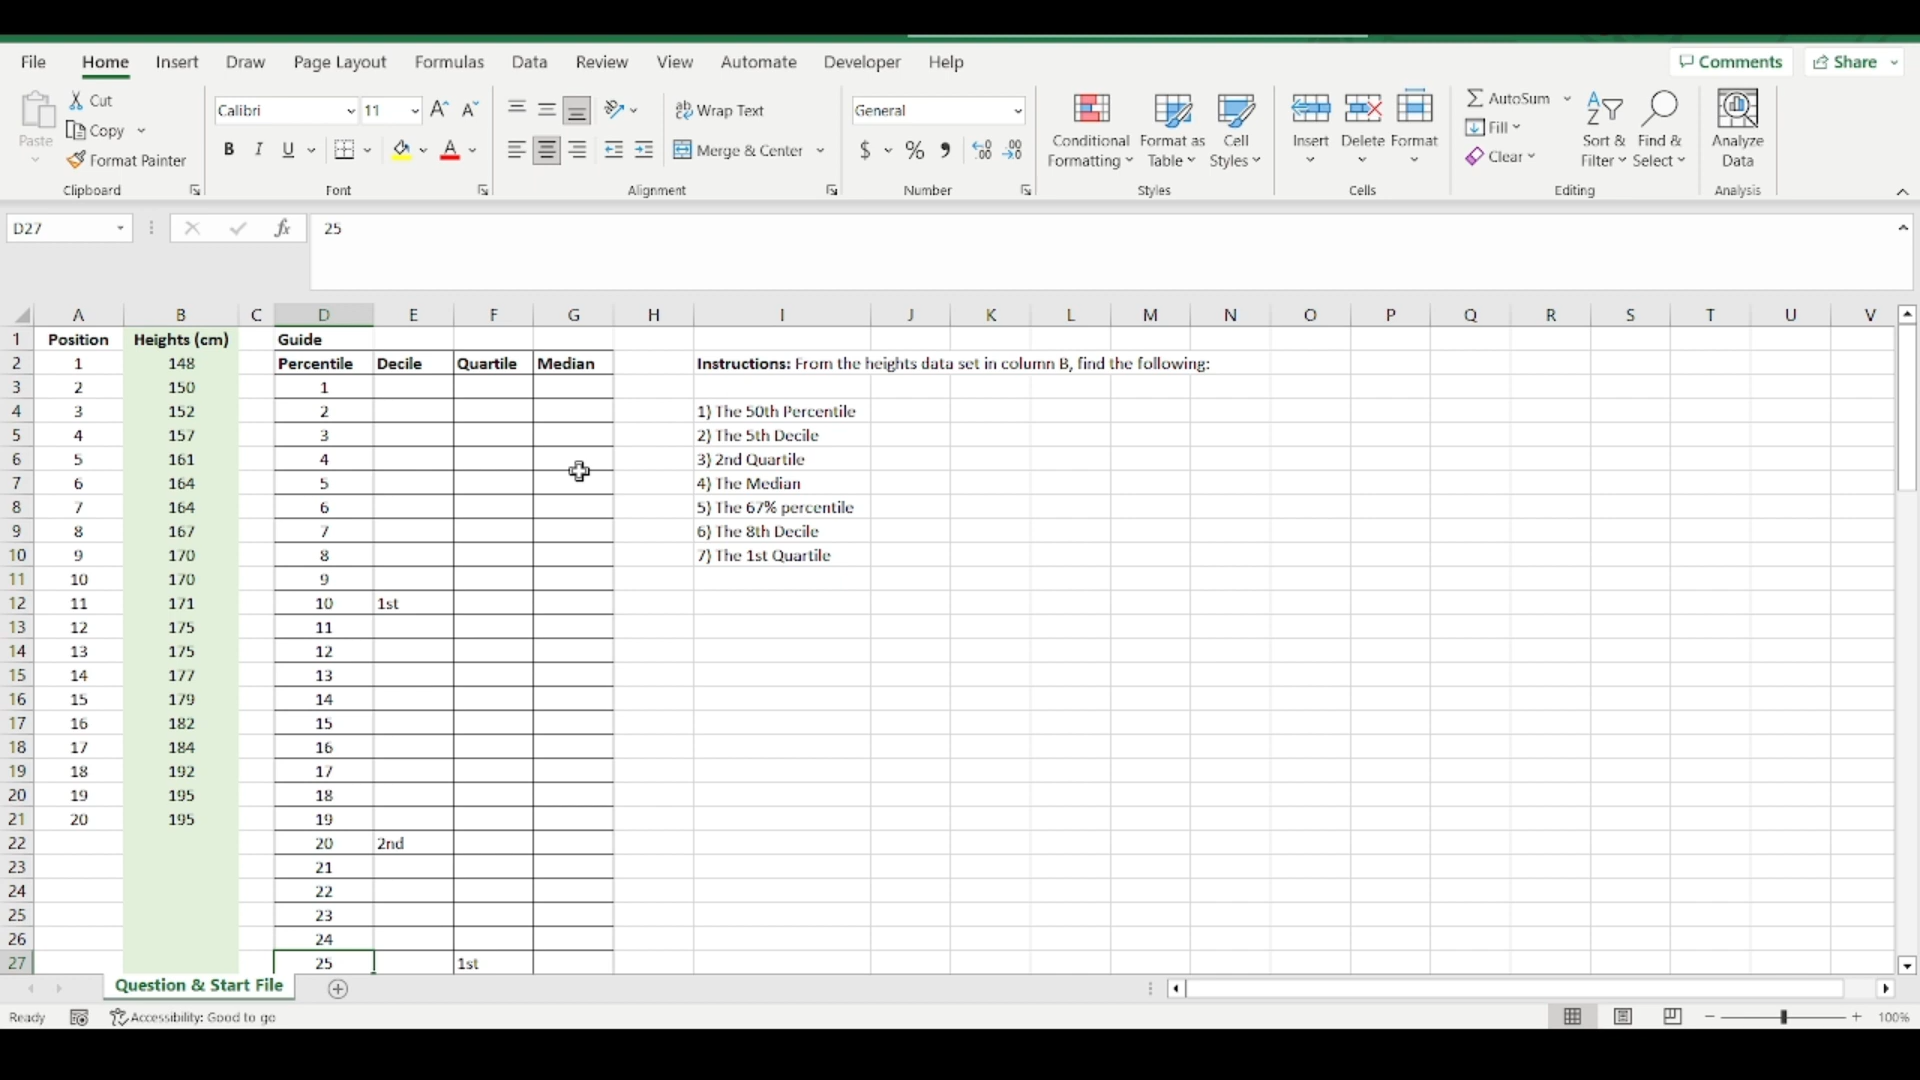 File Home Insert Draw Page Layout Formulas Data Review View Automate Developer Help Comments Share
Paste Cut Copy Format Painter
Clipboard
Calibri 11
B I U
Font
Wrap Text
Merge & Center
Alignment
General
$ % 9
Number
Conditional Formatting Format as Table Cell Styles
Styles
Insert Delete Format
Cells
AutoSum
Fill
Clear
Sort & Filter Find & Select
Editing
Analyze Data
Analysis
D27 fx 25
A B C D E F G H I J K L M N O P Q R S T U V
1 Position Heights (cm) Guide
2 1 148 Percentile Decile Quartile Median Instructions: From the heights data set in column B, find the following:
3 2 150 1
4 3 152 2 1) The 50th Percentile
5 4 157 3 2) The 5th Decile
6 5 161 4 3) 2nd Quartile
7 6 164 5 4) The Median
8 7 164 6 5) The 67% percentile
9 8 167 7 6) The 8th Decile
10 9 170 8 7) The 1st Quartile
11 10 170 9
12 11 171 10 1st
13 12 175 11
14 13 175 12
15 14 177 13
16 15 179 14
17 16 182 15
18 17 184 16
19 18 192 17
20 19 195 18
21 20 195 19
22 20 2nd
23 21
24 22
25 23
26 24
27 25 1st
Question & Start File
Ready Accessibility: Good to go 100%